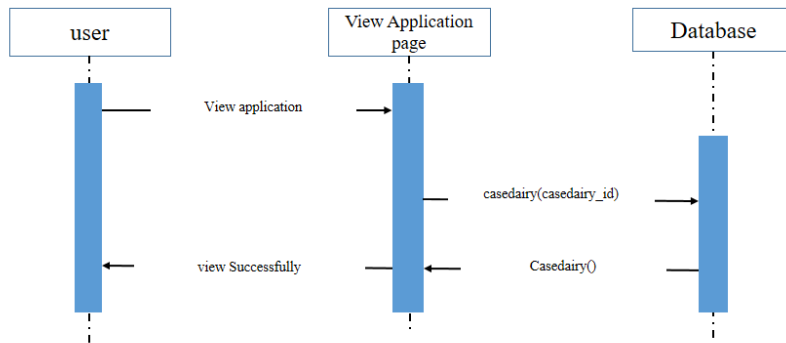 user
View Application
page
Database
View application
casedairy(casedairy_id)
view Successfully
Casedairy()